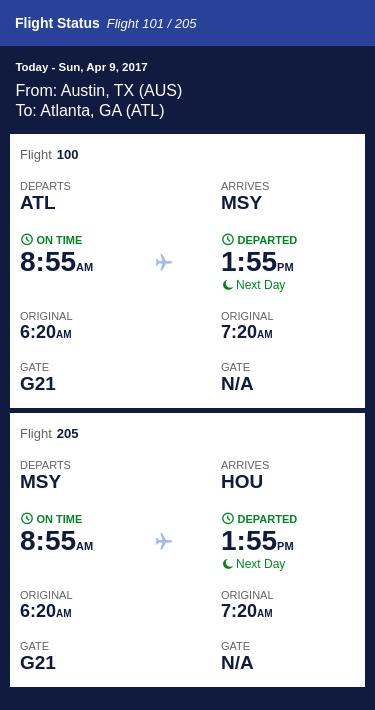 Flight Status Flight 101 / 205
Today - Sun, Apr 9, 2017
From: Austin, TX (AUS)
To: Atlanta, GA (ATL)
Flight 100
DEPARTS ARRIVES
ATL MSY
ON TIME DEPARTED
8:55AM 1:55PM
Next Day
ORIGINAL ORIGINAL
6:20AM 7:20AM
GATE GATE
G21 N/A
Flight 205
DEPARTS ARRIVES
MSY HOU
ON TIME DEPARTED
8:55AM 1:55PM
Next Day
ORIGINAL ORIGINAL
6:20AM 7:20AM
GATE GATE
G21 N/A